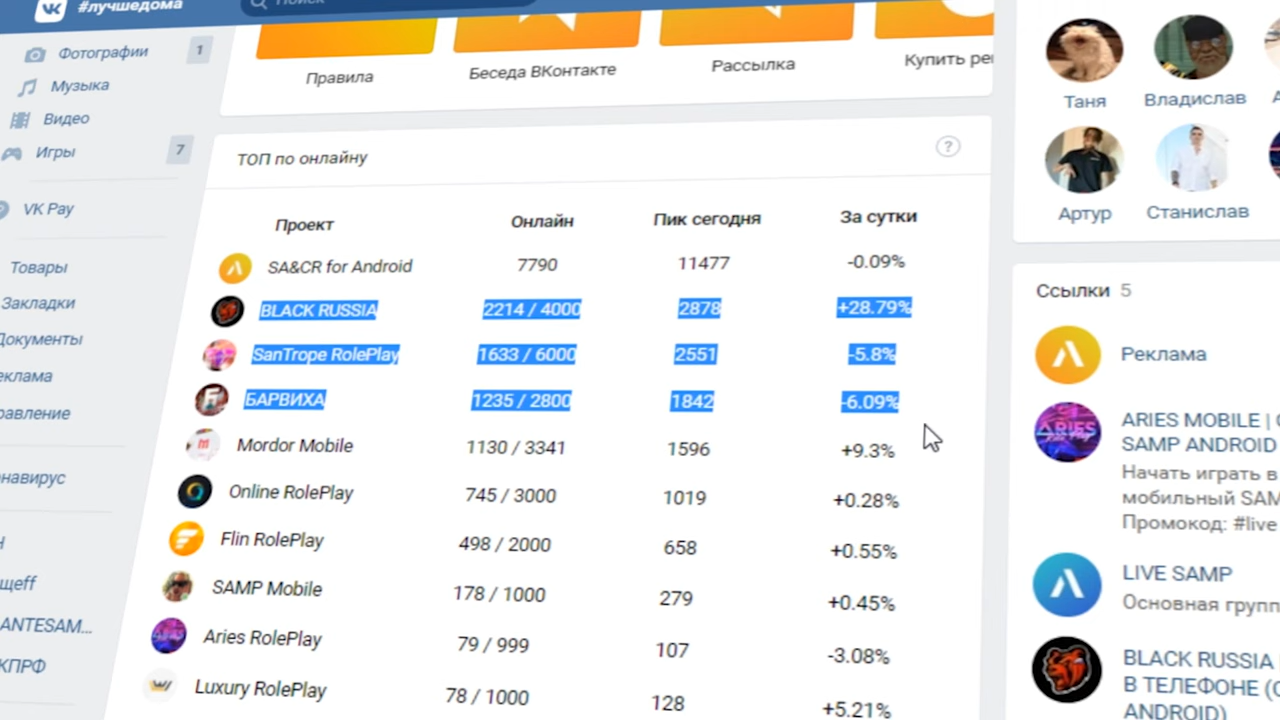 #лучшедома
Поиск
Фотографии 1
Музыка
Видео
Игры 7
VK Pay
Товары
Закладки
Документы
КПРФ
Правила
Беседа ВКонтакте
Рассылка
Купить
ТОП по онлайну ?
Проект Онлайн Пик сегодня За сутки
SA&CR for Android 7790 11477 -0.09%
BLACK RUSSIA 2214 / 4000 2878 +28.79%
SanTrope RolePlay 1633 / 6000 2551 -5.8%
БАРВИХА 1235 / 2800 1842 -6.09%
Mordor Mobile 1130 / 3341 1596 +9.3%
Online RolePlay 745 / 3000 1019 +0.28%
Flin RolePlay 498 / 2000 658 +0.55%
SAMP Mobile 178 / 1000 279 +0.45%
Aries RolePlay 79 / 999 107 -3.08%
Luxury RolePlay 78 / 1000 128 +5.21%
Таня Владислав
Артур Станислав
Ссылки 5
Реклама
ARIES MOBILE |
SAMP ANDROID
Начать играть в
мобильный SAM
Промокод: #live
LIVE SAMP
Основная групп
BLACK RUSSIA
В ТЕЛЕФОНЕ (
ANDROID)